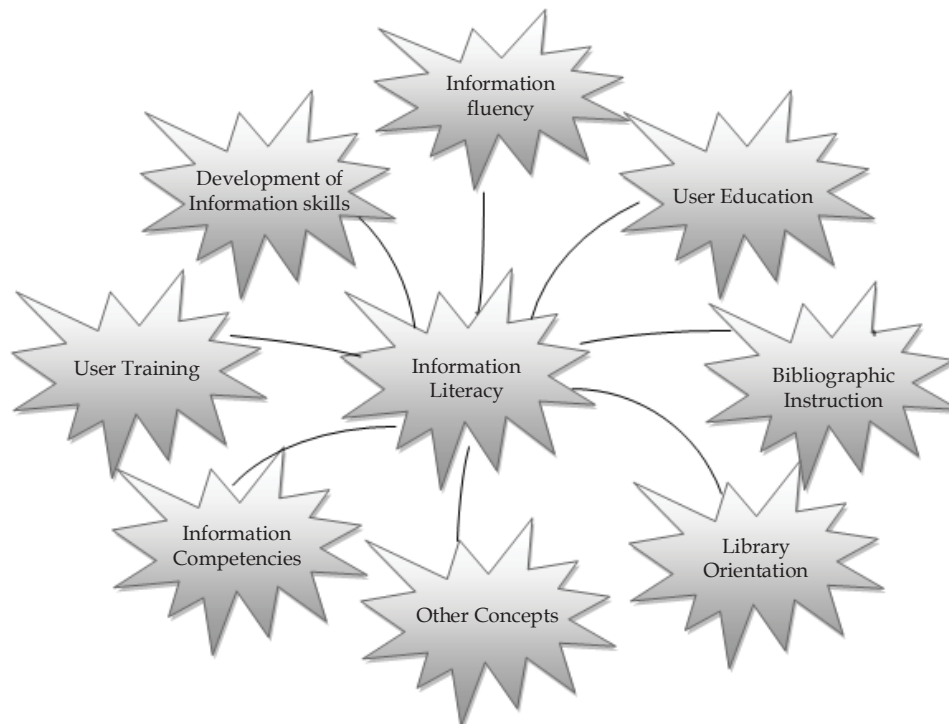 Information
fluency
Development of
Information skills
User Education
User Training
Information
Literacy
Bibliographic
Instruction
Information
Competencies
Library
Orientation
Other Concepts